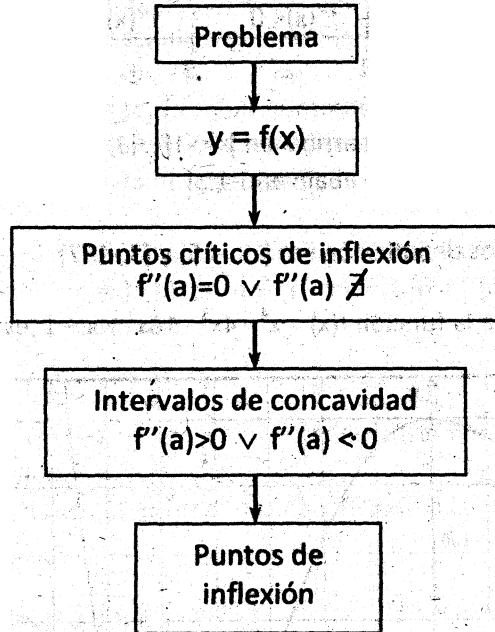 Problema
y = f(x)
Puntos críticos de inflexión
f''(a)=0 ∨ f''(a) ∄
Intervalos de concavidad
f''(a)>0 ∨ f''(a) <0
Puntos de
inflexión